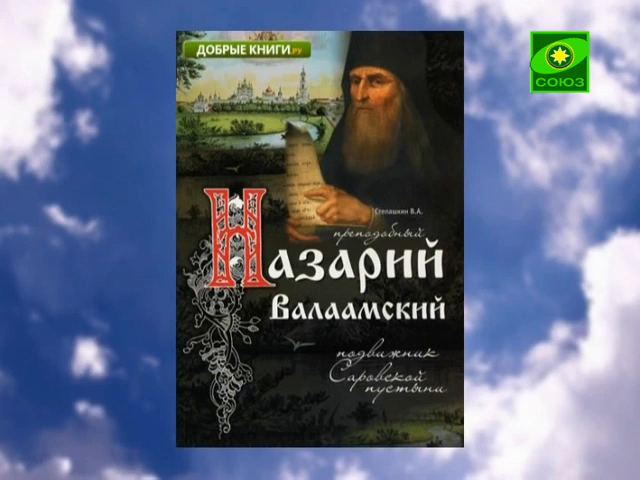 ДОБРЫЕ КНИГИ.РУ
СОЮЗ
Степашкин В.А.
преподобный
Назарий
Валаамский
подвижник
Саровской
пустыни